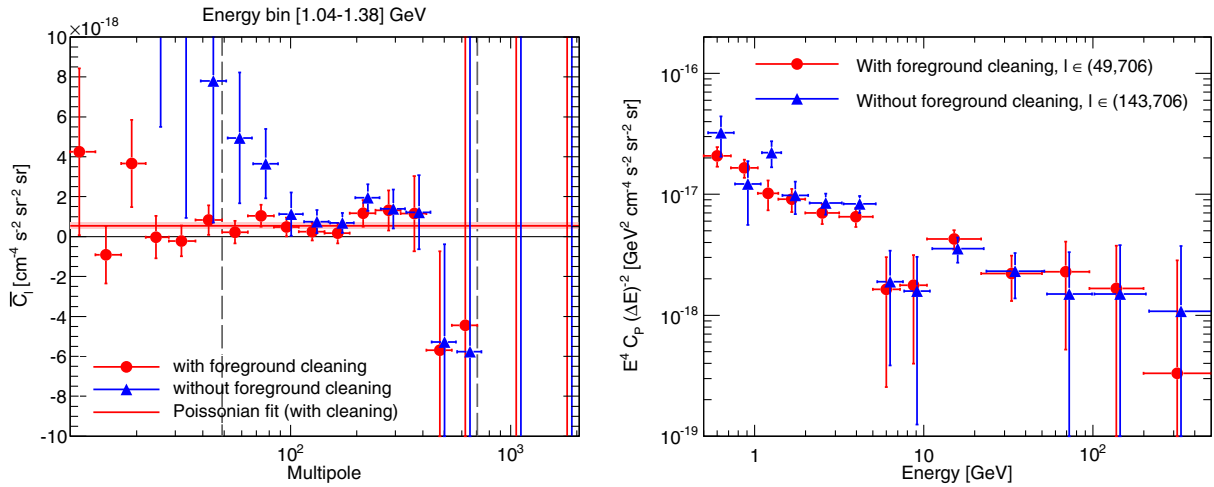 Energy bin [1.04-1.38] GeV
×10⁻¹⁸
C̅ₗ [cm⁻⁴ s⁻² sr⁻² sr]
10
8
6
4
2
0
-2
-4
-6
-8
-10
with foreground cleaning
without foreground cleaning
Poissonian fit (with cleaning)
10²
10³
Multipole
E⁴ C_P (ΔE)⁻² [GeV² cm⁻⁴ s⁻² sr⁻² sr]
10⁻¹⁶
10⁻¹⁷
10⁻¹⁸
10⁻¹⁹
With foreground cleaning, l ∈ (49,706)
Without foreground cleaning, l ∈ (143,706)
1
10
10²
Energy [GeV]